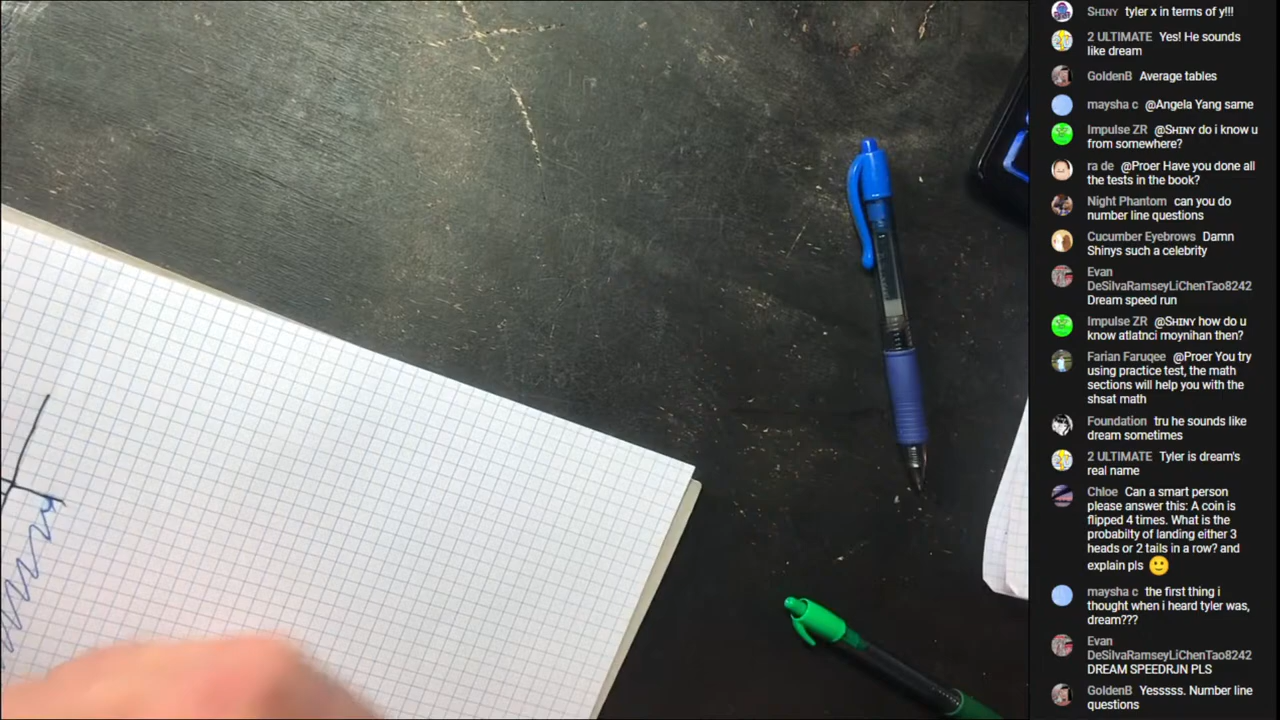 Shiny tyler x in terms of y!!!
2 ULTIMATE Yes! He sounds
like dream
GoldenB Average tables
maysha c @Angela Yang same
Impulse ZR @Shiny do i know u
from somewhere?
ra de @Proer Have you done all
the tests in the book?
Night Phantom can you do
number line questions
Cucumber Eyebrows Damn
Shinys such a celebrity
Evan
DeSilvaRamseyLiChenTao8242
Dream speed run
Impulse ZR @Shiny how do u
know atlatnci moynihan then?
Farian Faruqee @Proer You try
using practice test, the math
sections will help you with the
shsat math
Foundation tru he sounds like
dream sometimes
2 ULTIMATE Tyler is dream's
real name
Chloe Can a smart person
please answer this: A coin is
flipped 4 times. What is the
probabilty of landing either 3
heads or 2 tails in a row? and
explain pls 🙂
maysha c the first thing i
thought when i heard tyler was,
dream???
Evan
DeSilvaRamseyLiChenTao8242
DREAM SPEEDRJN PLS
GoldenB Yesssss. Number line
questions